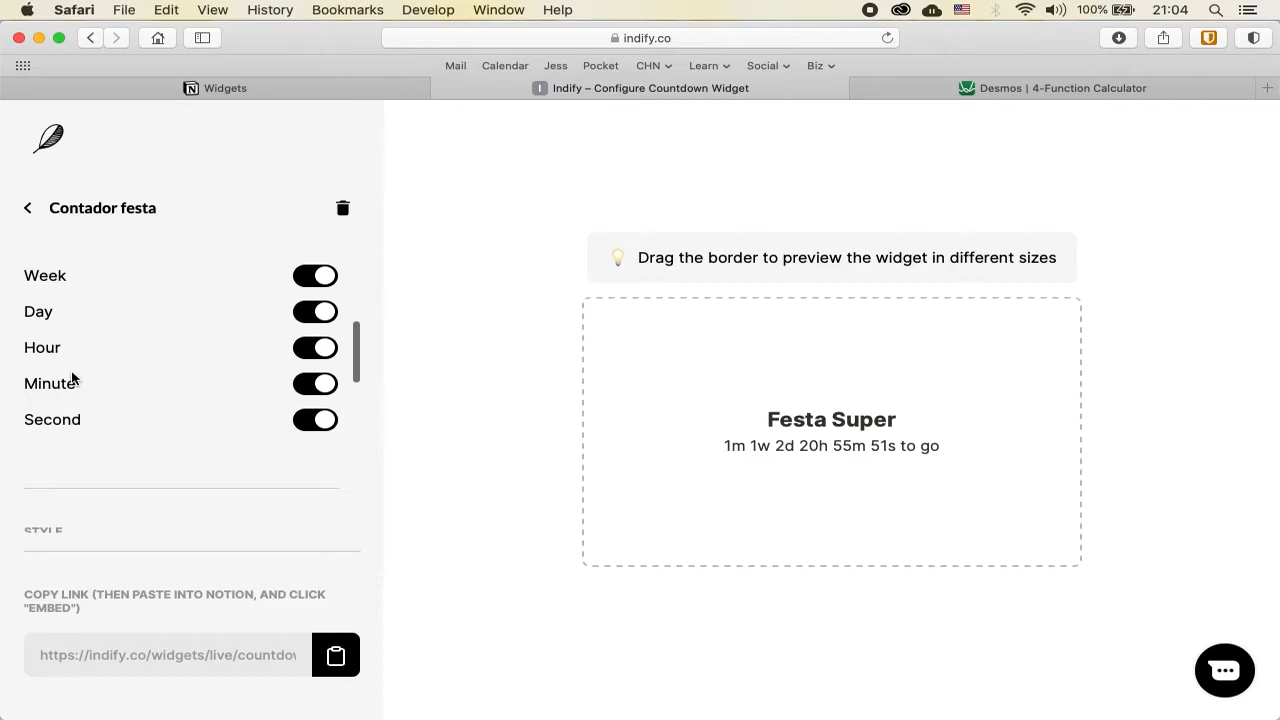 Safari File Edit View History Bookmarks Develop Window Help 100% 21:04
indify.co
Mail Calendar Jess Pocket CHN Learn Social Biz
Widgets Indify – Configure Countdown Widget Desmos | 4-Function Calculator
Contador festa
Week
Day
Hour
Minute
Second
STYLE
COPY LINK (THEN PASTE INTO NOTION, AND CLICK
"EMBED")
https://indify.co/widgets/live/countdov
💡 Drag the border to preview the widget in different sizes
Festa Super
1m 1w 2d 20h 55m 51s to go